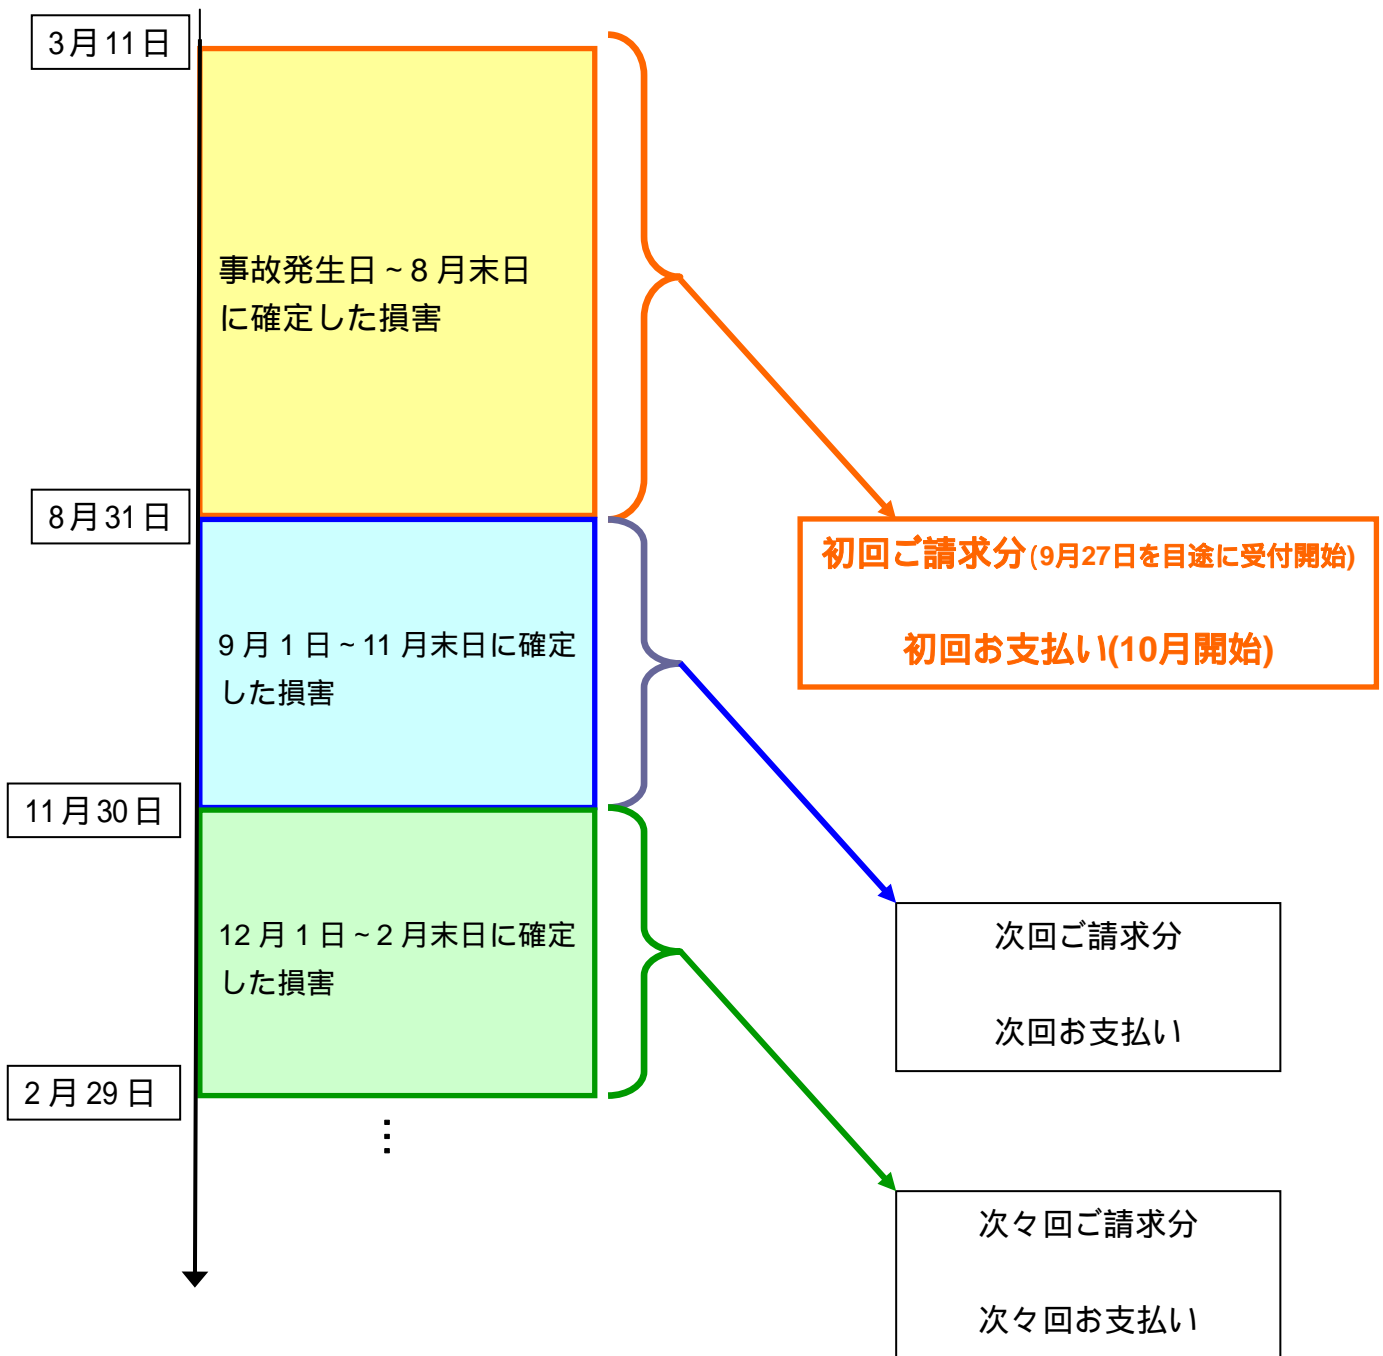 3月11日
事故発生日~8月末日
に確定した損害
8月31日
初回ご請求分(9月27日を目途に受付開始)
初回お支払い(10月開始)
9月1日~11月末日に確定
した損害
11月30日
12月1日~2月末日に確定
した損害
次回ご請求分
次回お支払い
2月29日
…
次々回ご請求分
次々回お支払い